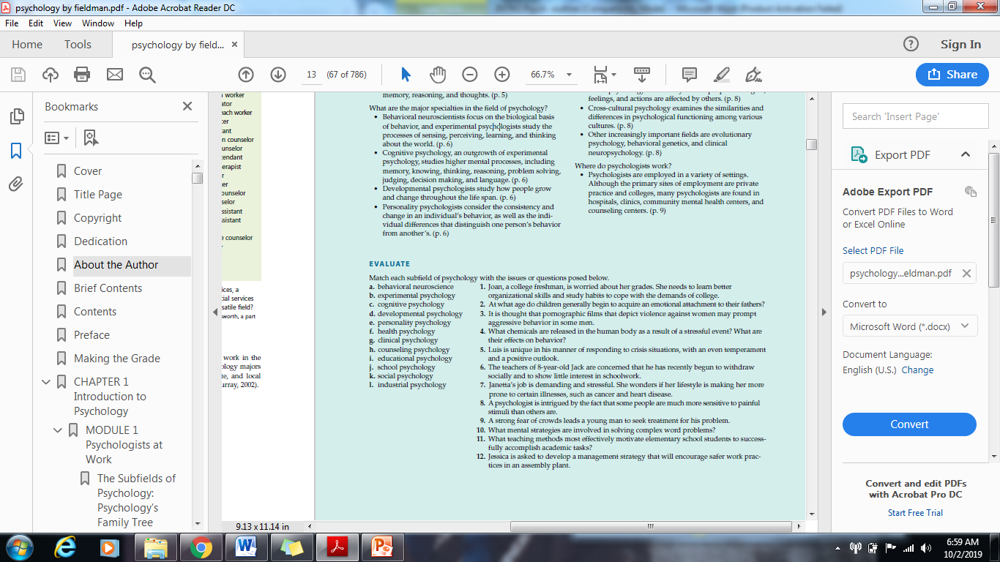 psychology by fieldman.pdf - Adobe Acrobat Reader DC
File Edit View Window Help
Home Tools psychology by field... × Sign In
13 (67 of 786) 66.7% Share
Bookmarks
Cover
Title Page
Copyright
Dedication
About the Author
Brief Contents
Contents
Preface
Making the Grade
CHAPTER 1
Introduction to
Psychology
MODULE 1
Psychologists at
Work
The Subfields of
Psychology:
Psychology's
Family Tree
worker
ator
each worker
ter
tant
n counselor
unselor
tendant
herapist
r
ger
ounselor
selor
ssistant
ssistant
e counselor
ices, a
cial services
satile field?
sworth, a part
work in the
ology majors
te, and local
urray, 2002).
memory, reasoning, and thoughts. (p. 5)
What are the major specialties in the field of psychology?
• Behavioral neuroscientists focus on the biological basis
of behavior, and experimental psychologists study the
processes of sensing, perceiving, learning, and thinking
about the world. (p. 6)
• Cognitive psychology, an outgrowth of experimental
psychology, studies higher mental processes, including
memory, knowing, thinking, reasoning, problem solving,
judging, decision making, and language. (p. 6)
• Developmental psychologists study how people grow
and change throughout the life span. (p. 6)
• Personality psychologists consider the consistency and
change in an individual's behavior, as well as the indi-
vidual differences that distinguish one person's behavior
from another's. (p. 6)
feelings, and actions are affected by others. (p. 8)
• Cross-cultural psychology examines the similarities and
differences in psychological functioning among various
cultures. (p. 8)
• Other increasingly important fields are evolutionary
psychology, behavioral genetics, and clinical
neuropsychology. (p. 8)
Where do psychologists work?
• Psychologists are employed in a variety of settings.
Although the primary sites of employment are private
practice and colleges, many psychologists are found in
hospitals, clinics, community mental health centers, and
counseling centers. (p. 9)
EVALUATE
Match each subfield of psychology with the issues or questions posed below.
a. behavioral neuroscience
b. experimental psychology
c. cognitive psychology
d. developmental psychology
e. personality psychology
f. health psychology
g. clinical psychology
h. counseling psychology
i. educational psychology
j. school psychology
k. social psychology
l. industrial psychology
1. Joan, a college freshman, is worried about her grades. She needs to learn better
organizational skills and study habits to cope with the demands of college.
2. At what age do children generally begin to acquire an emotional attachment to their fathers?
3. It is thought that pornographic films that depict violence against women may prompt
aggressive behavior in some men.
4. What chemicals are released in the human body as a result of a stressful event? What are
their effects on behavior?
5. Luis is unique in his manner of responding to crisis situations, with an even temperament
and a positive outlook.
6. The teachers of 8-year-old Jack are concerned that he has recently begun to withdraw
socially and to show little interest in schoolwork.
7. Janetta's job is demanding and stressful. She wonders if her lifestyle is making her more
prone to certain illnesses, such as cancer and heart disease.
8. A psychologist is intrigued by the fact that some people are much more sensitive to painful
stimuli than others are.
9. A strong fear of crowds leads a young man to seek treatment for his problem.
10. What mental strategies are involved in solving complex word problems?
11. What teaching methods most effectively motivate elementary school students to success-
fully accomplish academic tasks?
12. Jessica is asked to develop a management strategy that will encourage safer work prac-
tices in an assembly plant.
9.13 x 11.14 in
Search 'Insert Page'
Export PDF
Adobe Export PDF
Convert PDF Files to Word
or Excel Online
Select PDF File
psychology...eldman.pdf
Convert to
Microsoft Word (*.docx)
Document Language:
English (U.S.) Change
Convert
Convert and edit PDFs
with Acrobat Pro DC
Start Free Trial
6:59 AM
10/2/2019